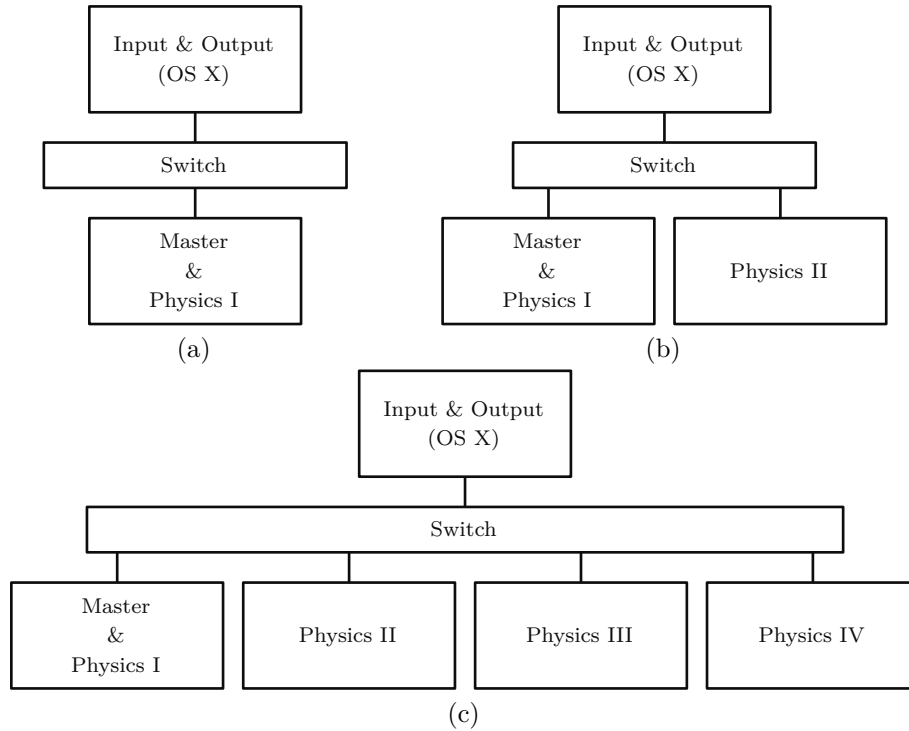 Input & Output
(OS X)
Switch
Master
&
Physics I
(a)
Input & Output
(OS X)
Switch
Master
&
Physics I
Physics II
(b)
Input & Output
(OS X)
Switch
Master
&
Physics I
Physics II
Physics III
Physics IV
(c)